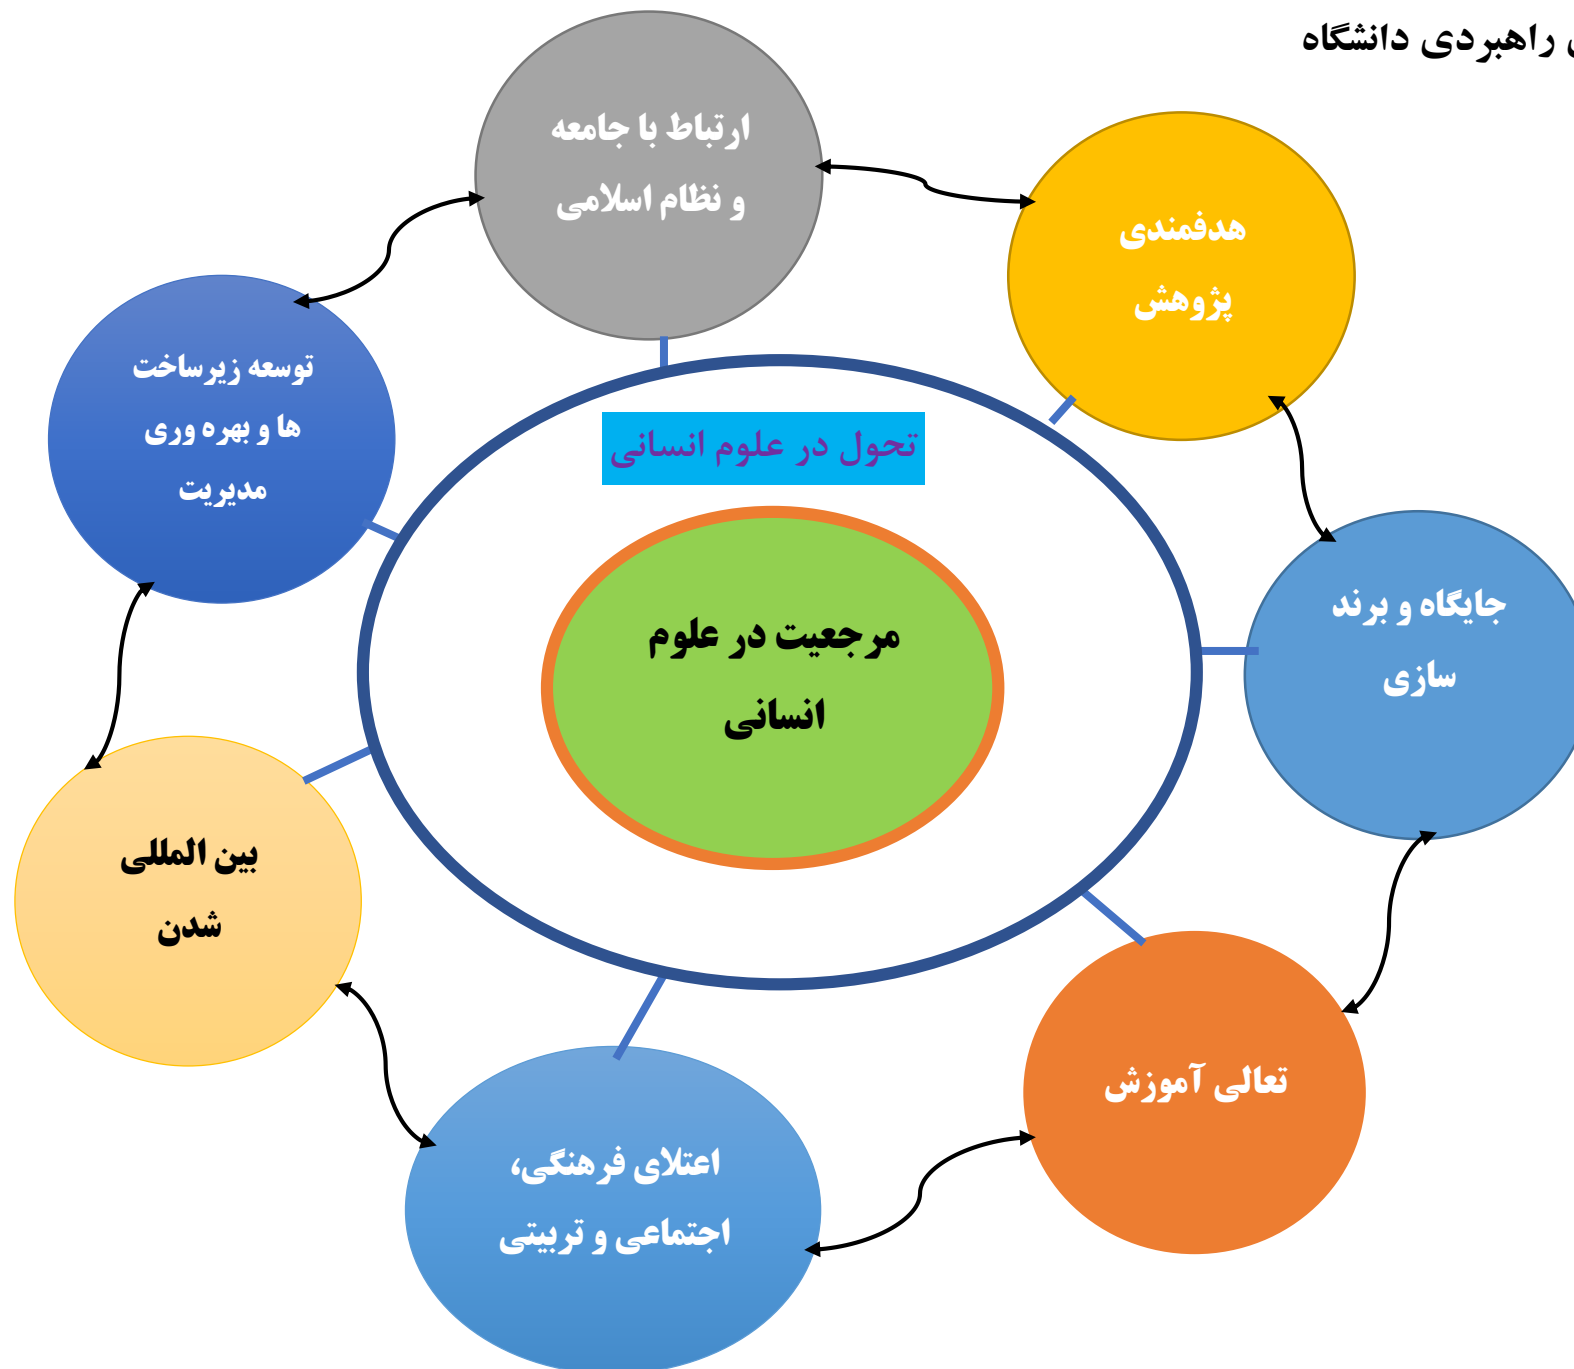 راهبردی دانشگاه
ارتباط با جامعه
و نظام اسلامی
هدفمندی
پژوهش
توسعه زیرساخت
ها و بهره وری
مدیریت
تحول در علوم انسانی
مرجعیت در علوم
انسانی
جایگاه و برند
سازی
بین المللی
شدن
تعالی آموزش
اعتلای فرهنگی،
اجتماعی و تربیتی